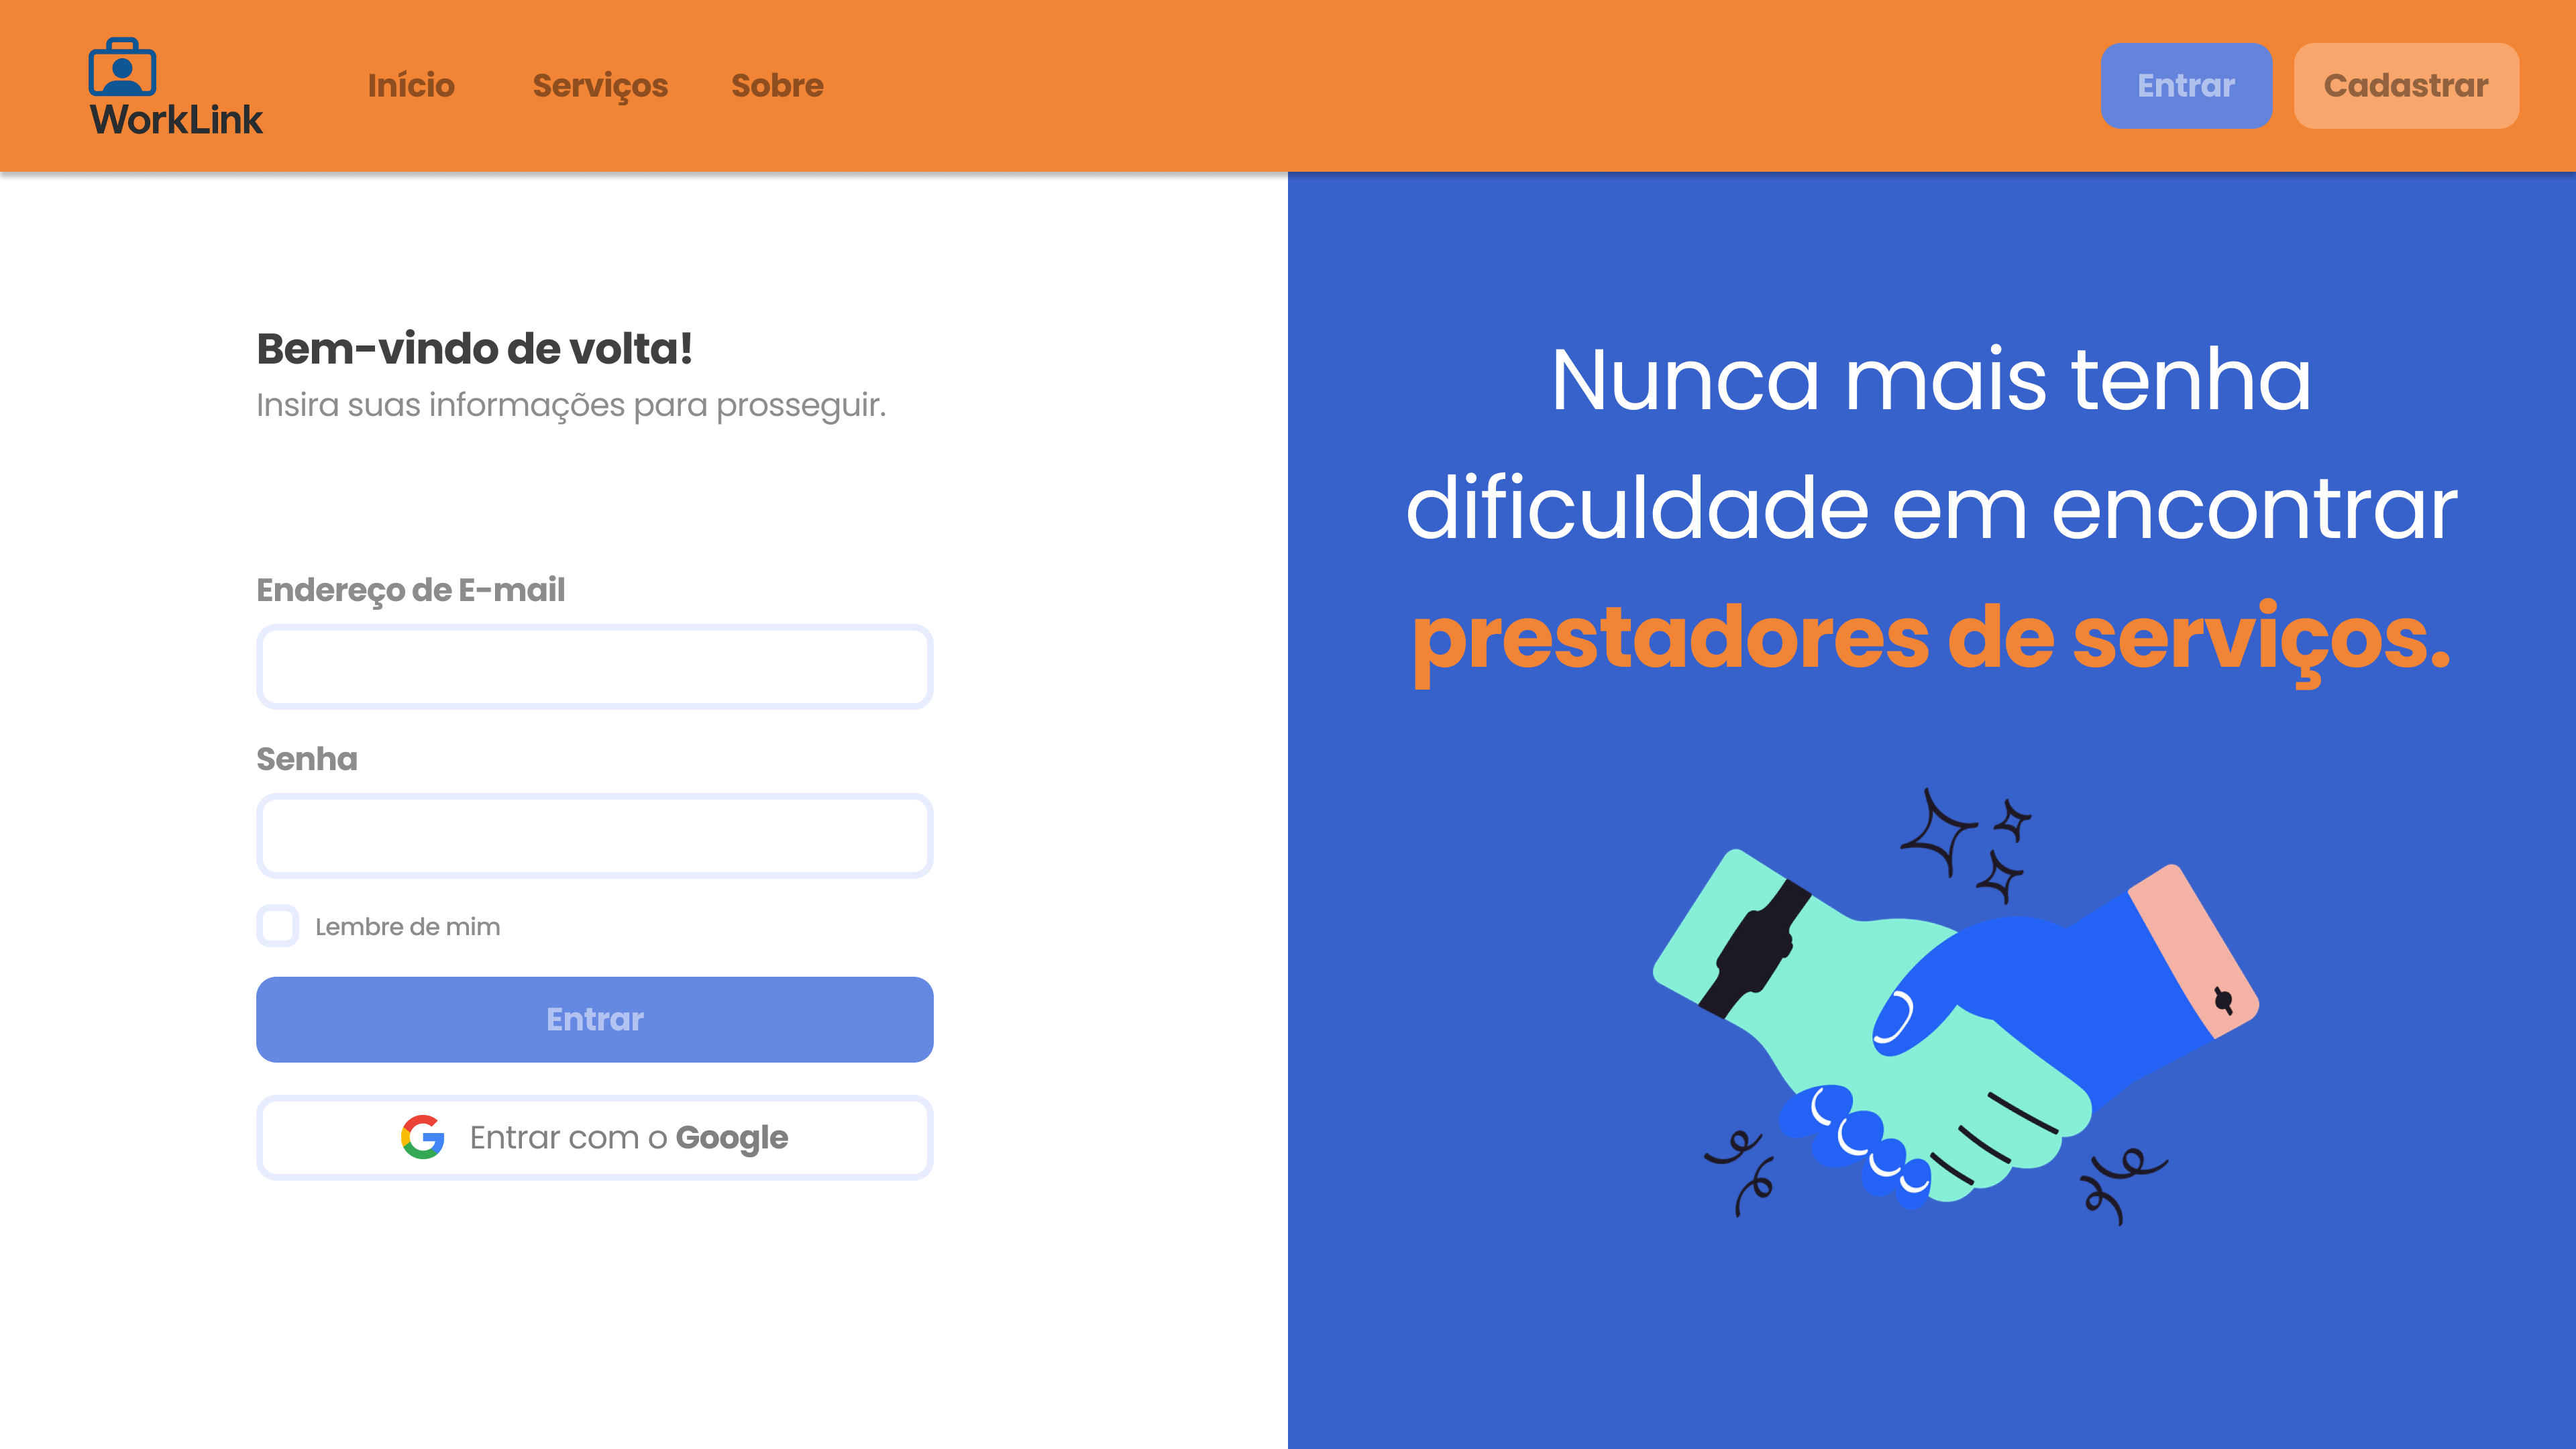 WorkLink
Início
Serviços
Sobre
Entrar
Cadastrar
Bem-vindo de volta!
Insira suas informações para prosseguir.
Endereço de E-mail
Senha
Lembre de mim
Entrar
Entrar com o Google
Nunca mais tenha
dificuldade em encontrar
prestadores de serviços.